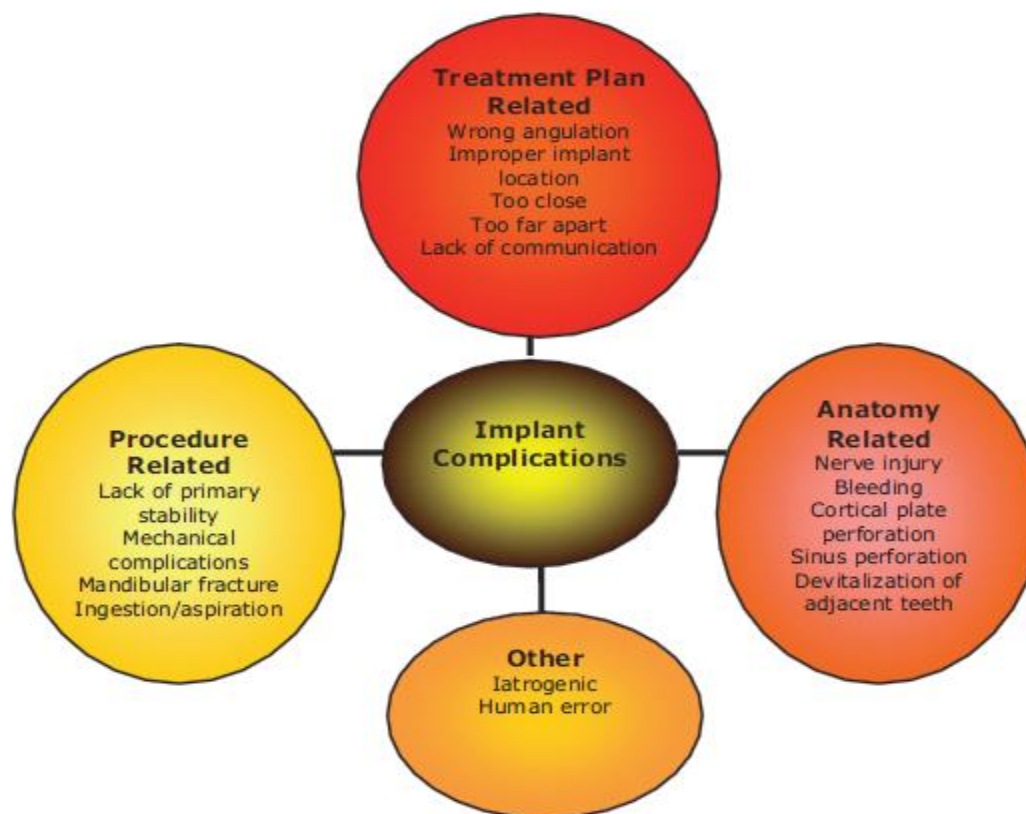 Treatment Plan
Related
Wrong angulation
Improper implant
location
Too close
Too far apart
Lack of communication
Implant
Complications
Procedure
Related
Lack of primary
stability
Mechanical
complications
Mandibular fracture
Ingestion/aspiration
Anatomy
Related
Nerve injury
Bleeding
Cortical plate
perforation
Sinus perforation
Devitalization of
adjacent teeth
Other
Iatrogenic
Human error